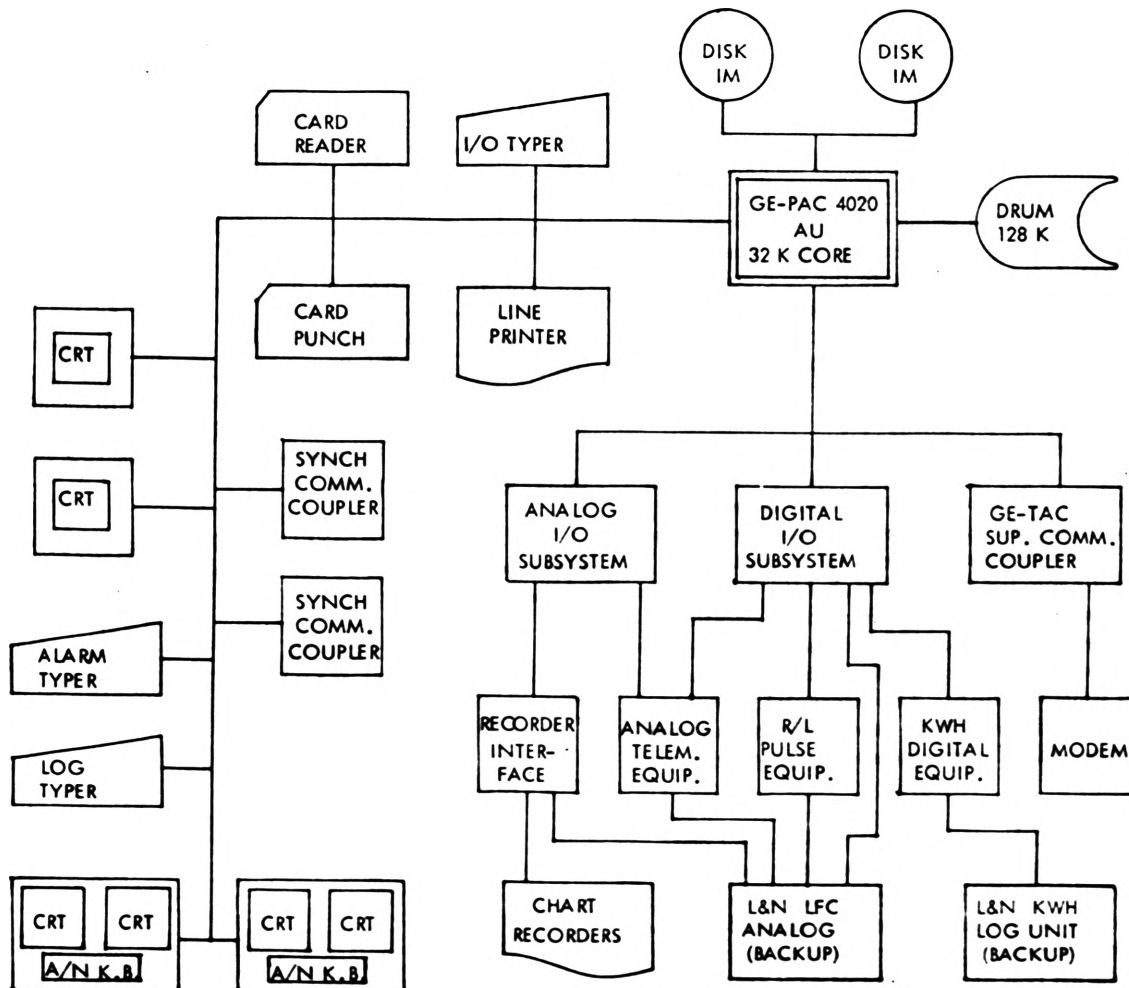 DISK
IM
DISK
IM
CARD
READER
I/O TYPER
GE-PAC 4020
AU
32 K CORE
DRUM
128 K
CARD
PUNCH
LINE
PRINTER
CRT
CRT
SYNCH
COMM.
COUPLER
SYNCH
COMM.
COUPLER
ANALOG
I/O
SUBSYSTEM
DIGITAL
I/O
SUBSYSTEM
GE-TAC
SUP. COMM.
COUPLER
ALARM
TYPER
LOG
TYPER
RECORDER
INTER-
FACE
ANALOG
TELEM.
EQUIP.
R/L
PULSE
EQUIP.
KWH
DIGITAL
EQUIP.
MODEM
CRT
CRT
A/N K.B.
CRT
CRT
A/N K.B.
CHART
RECORDERS
L&N LFC
ANALOG
(BACKUP)
L&N KWH
LOG UNIT
(BACKUP)